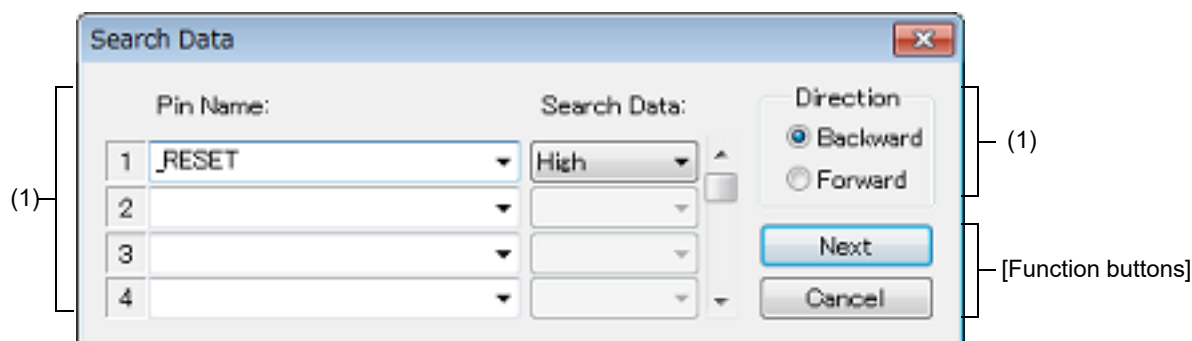 Search Data
Pin Name: Search Data: Direction
Backward (1)
1 _RESET High
Forward
(1) 2
3 Next
[Function buttons]
4 Cancel